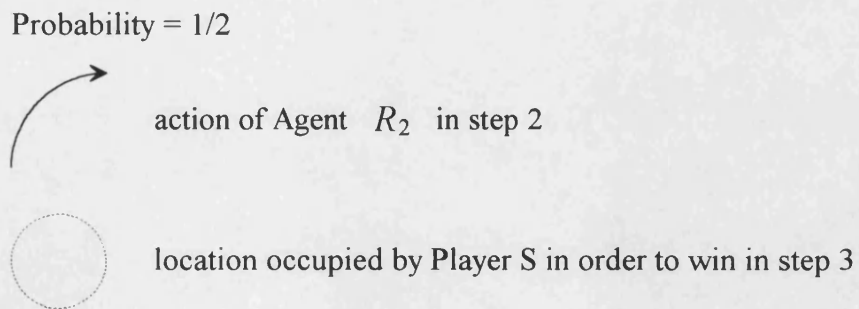 Probability = 1/2
action of Agent R₂ in step 2
location occupied by Player S in order to win in step 3